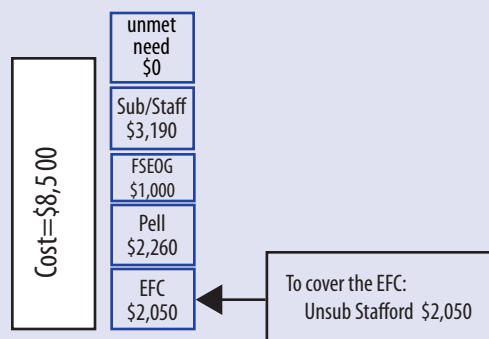 Cost=$8,500
unmet
need
$0
Sub/Staff
$3,190
FSEOG
$1,000
Pell
$2,260
EFC
$2,050
To cover the EFC:
Unsub Stafford $2,050